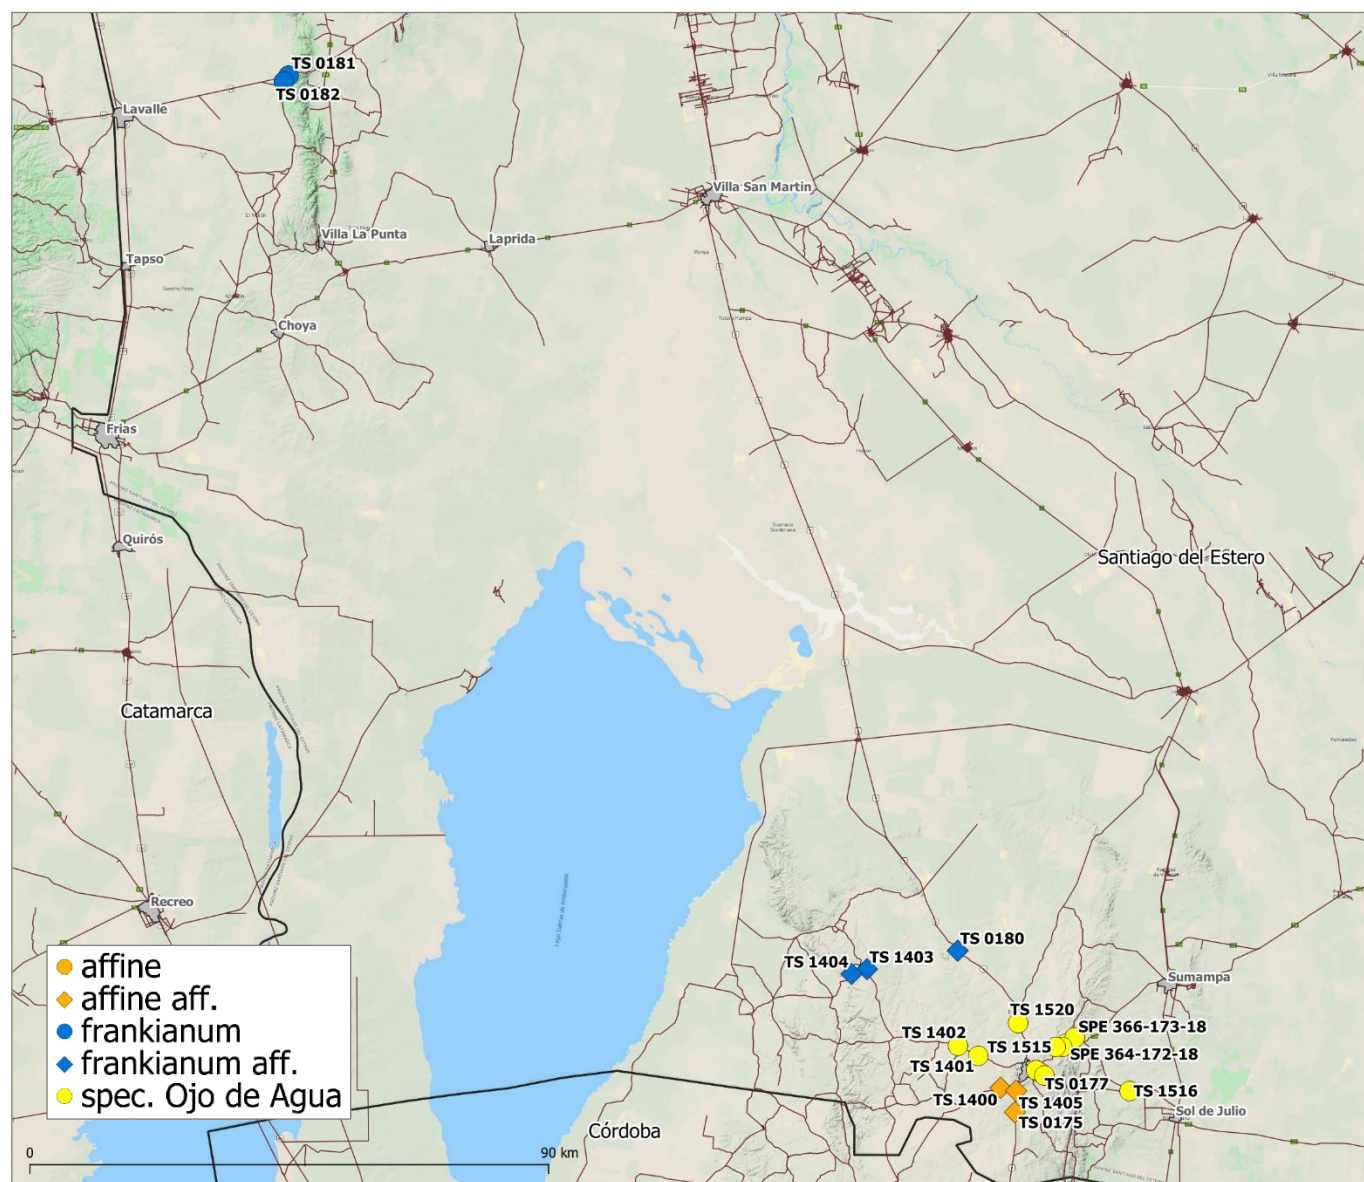 TS 0181
TS 0182
Lavalle
Villa San Martin
Villa La Punta
Laprida
Tapso
Choya
Frias
Quirós
Santiago del Estero
Catamarca
Recreo
TS 0180
TS 1404
TS 1403
Sumampa
TS 1520
SPE 366-173-18
TS 1402
TS 1515
SPE 364-172-18
TS 1401
TS 0177
TS 1516
TS 1400
TS 1405
Sol de Julio
TS 0175
Córdoba
affine
affine aff.
frankianum
frankianum aff.
spec. Ojo de Agua
0
90 km